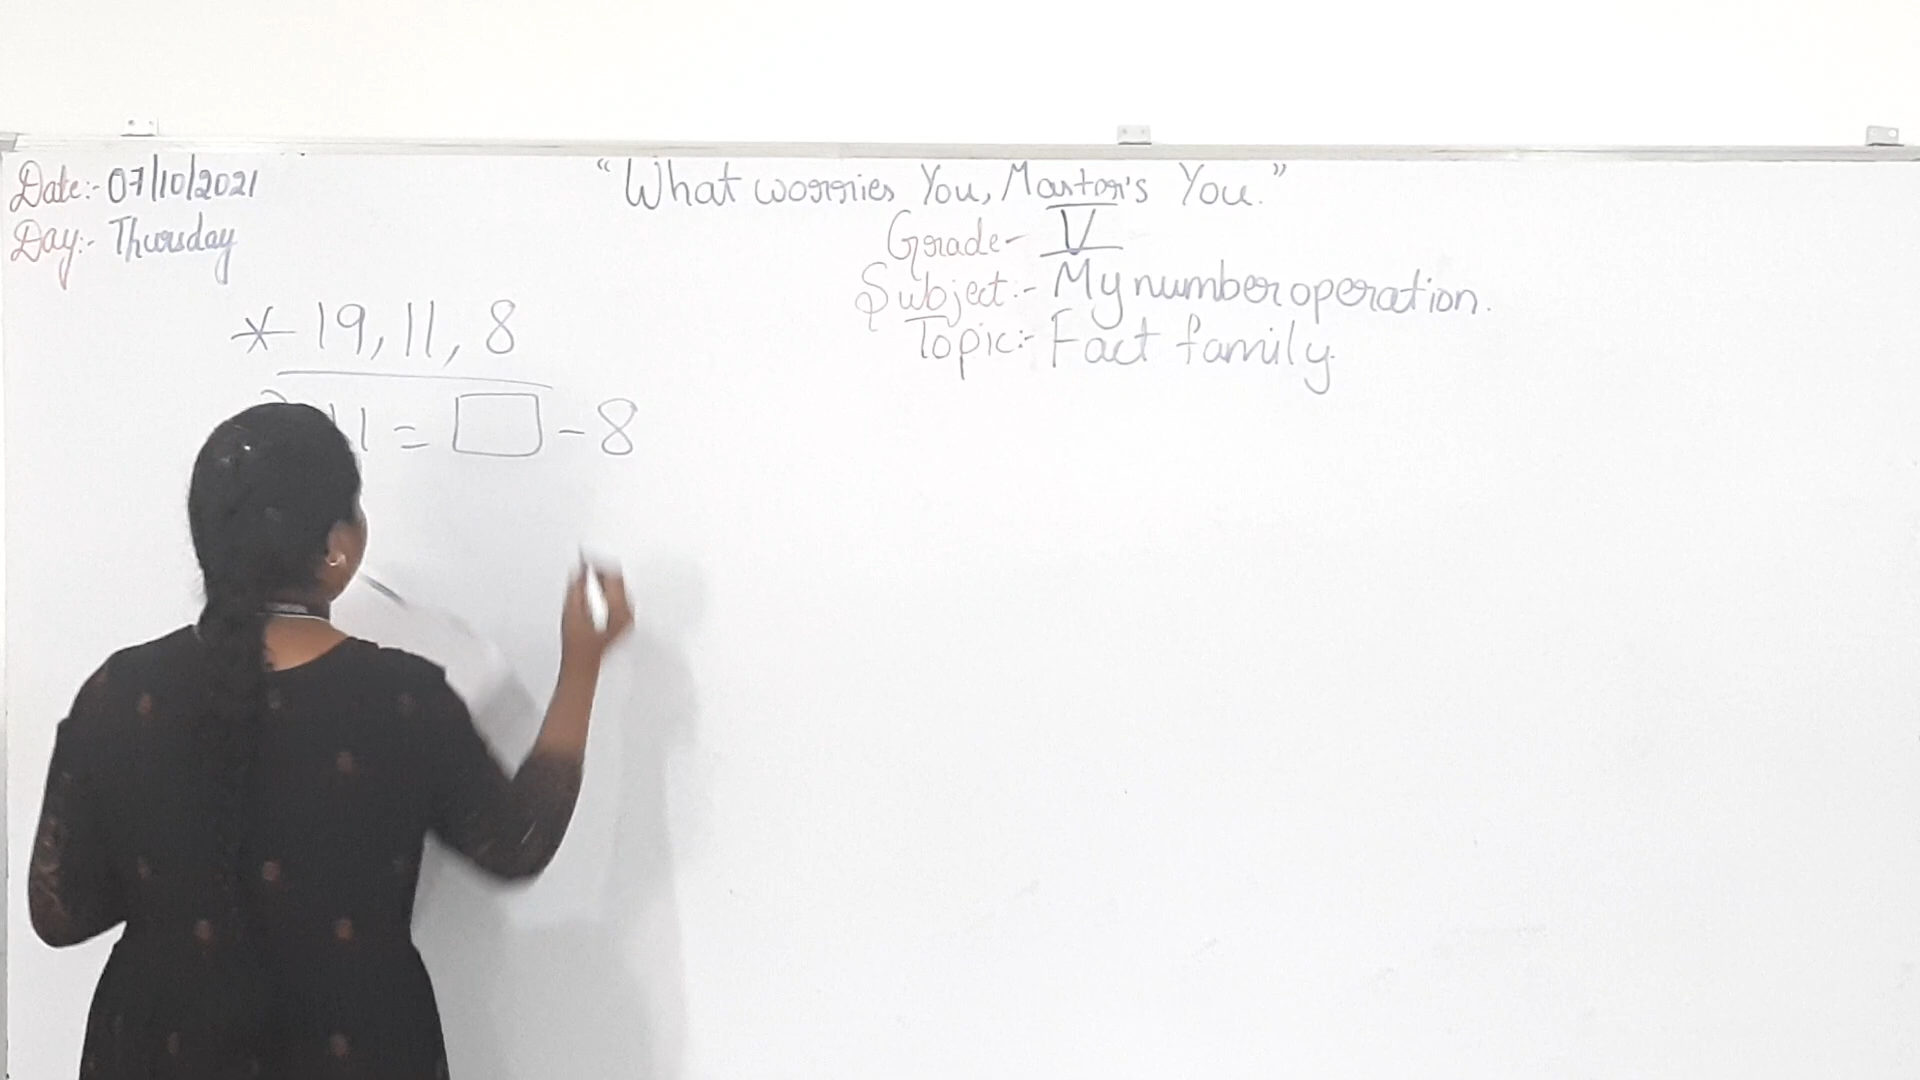 Date:- 07/10/2021
Day:- Thursday
"What worries You, Mastor's You."
Grade- V
Subject:- My number operation.
Topic:- Fact family.
* 19, 11, 8
11 = □ - 8